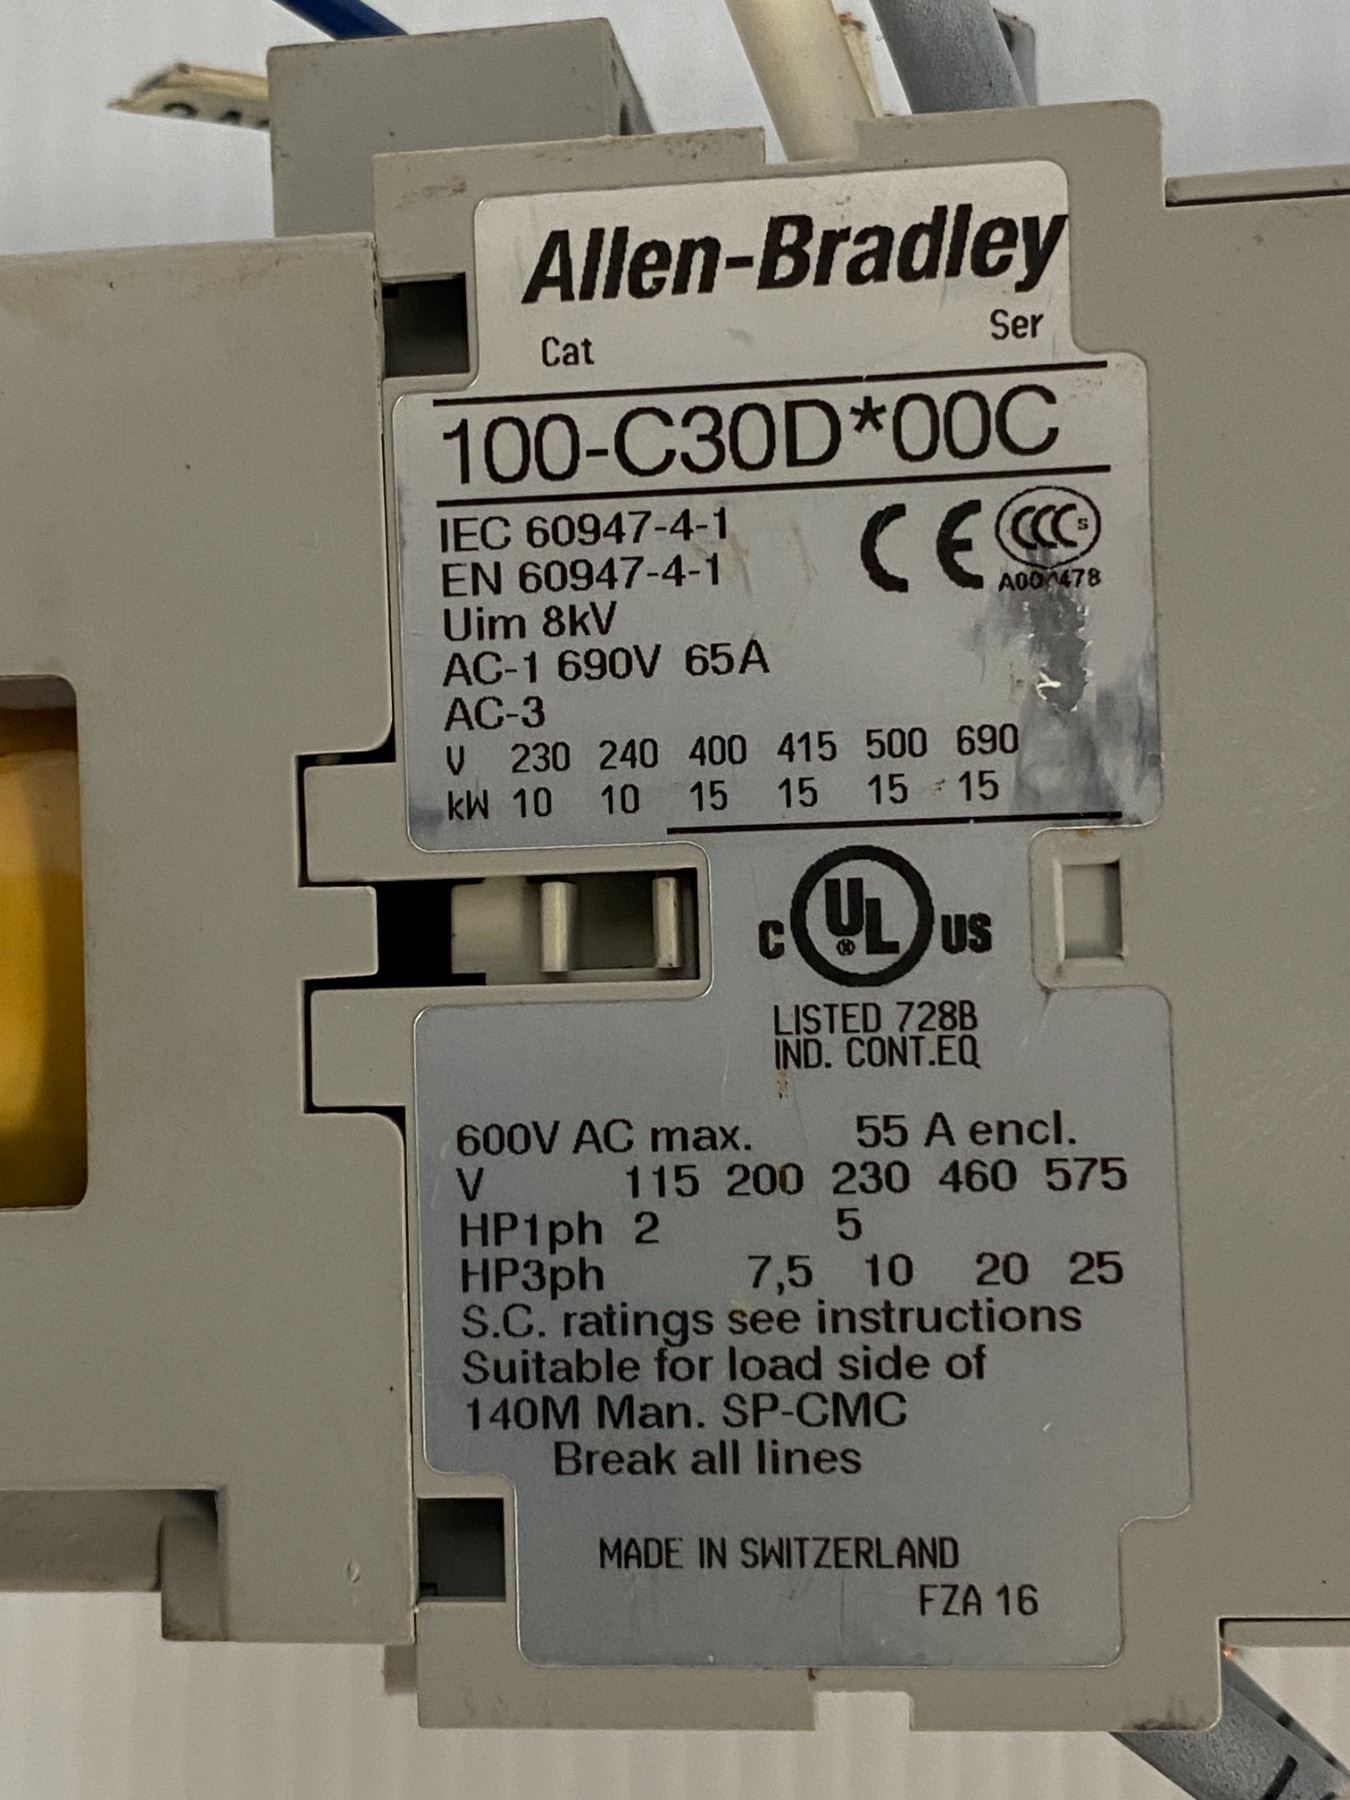 Allen-Bradley
Cat Ser
100-C30D*00C
IEC 60947-4-1
EN 60947-4-1
CE CCC S
Uim 8kV
AC-1 690V 65A
AC-3
V 230 240 400 415 500 690
kW 10 10 15 15 15 15
C UL ® US
LISTED 728B
IND. CONT.EQ
600V AC max. 55 A encl.
V 115 200 230 460 575
HP1ph 2 5
HP3ph 7,5 10 20 25
S.C. ratings see instructions
Suitable for load side of
140M Man. SP-CMC
Break all lines
MADE IN SWITZERLAND
FZA 16